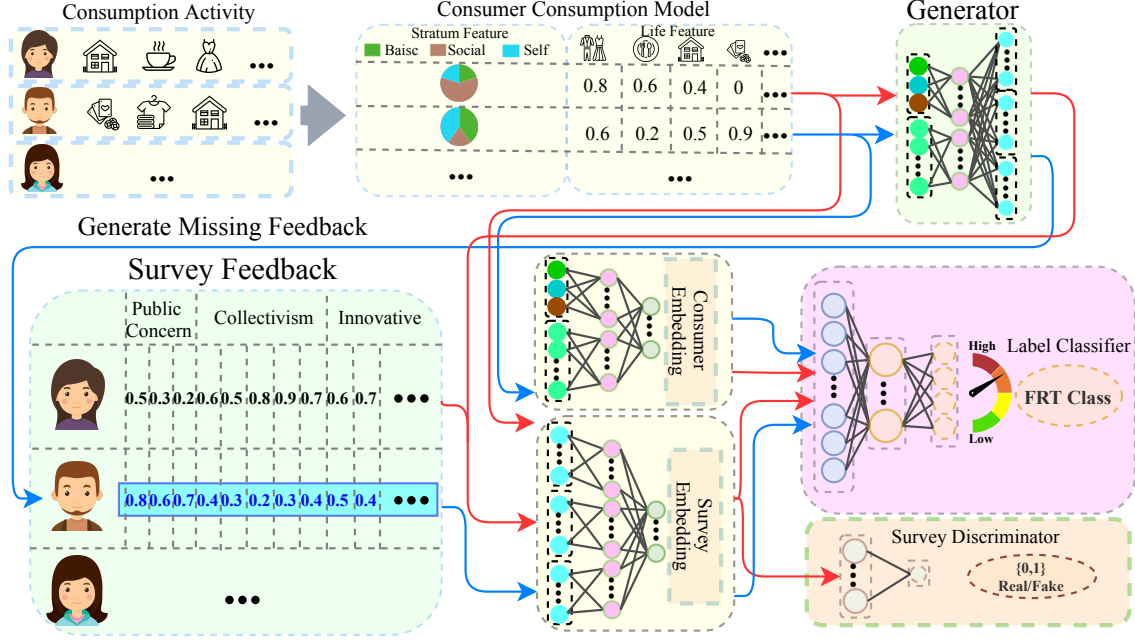 Consumption Activity
Consumer Consumption Model
Generator
Stratum Feature
Life Feature
Baisc Social Self
0.8 0.6 0.4 0
0.6 0.2 0.5 0.9
Generate Missing Feedback
Survey Feedback
Public
Concern
Collectivism
Innovative
0.5 0.3 0.2 0.6 0.5 0.8 0.9 0.7 0.6 0.7
0.8 0.6 0.7 0.4 0.3 0.2 0.3 0.4 0.5 0.4
Consumer
Embedding
Survey
Embedding
High
Low
Label Classifier
FRT Class
Survey Discriminator
{0,1}
Real/Fake